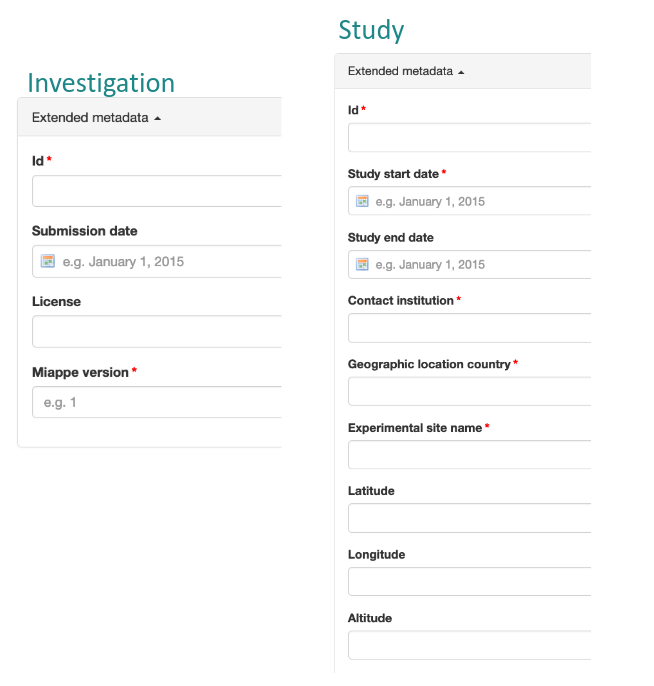 Investigation
Extended metadata
Id *
Submission date
e.g. January 1, 2015
License
Miappe version *
e.g. 1
Study
Extended metadata
Id *
Study start date *
e.g. January 1, 2015
Study end date
e.g. January 1, 2015
Contact institution *
Geographic location country *
Experimental site name *
Latitude
Longitude
Altitude